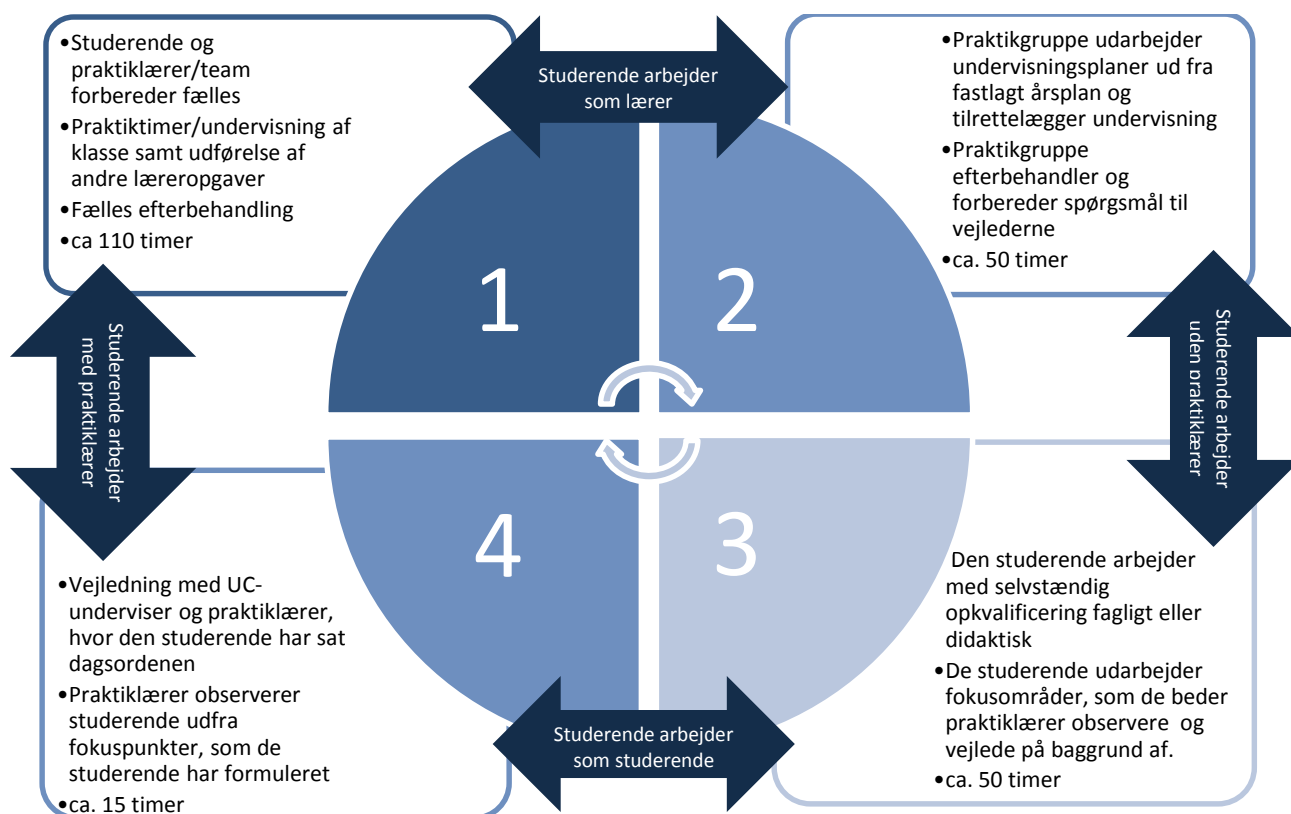 •Studerende og
praktiklærer/team
forbereder fælles
•Praktiktimer/undervisning af
klasse samt udførelse af
andre læreropgaver
•Fælles efterbehandling
•ca 110 timer
Studerende arbejder
som lærer
•Praktikgruppe udarbejder
undervisningsplaner ud fra
fastlagt årsplan og
tilrettelægger undervisning
•Praktikgruppe
efterbehandler og
forbereder spørgsmål til
vejlederne
•ca. 50 timer
1
2
Studerende arbejder
med praktiklærer
Studerende arbejder
uden praktiklærer
4
3
•Vejledning med UC-
underviser og praktiklærer,
hvor den studerende har sat
dagsordenen
•Praktiklærer observerer
studerende udfra
fokuspunkter, som de
studerende har formuleret
•ca. 15 timer
Studerende arbejder
som studerende
Den studerende arbejder
med selvstændig
opkvalificering fagligt eller
didaktisk
•De studerende udarbejder
fokusområder, som de beder
praktiklærer observere og
vejlede på baggrund af.
•ca. 50 timer